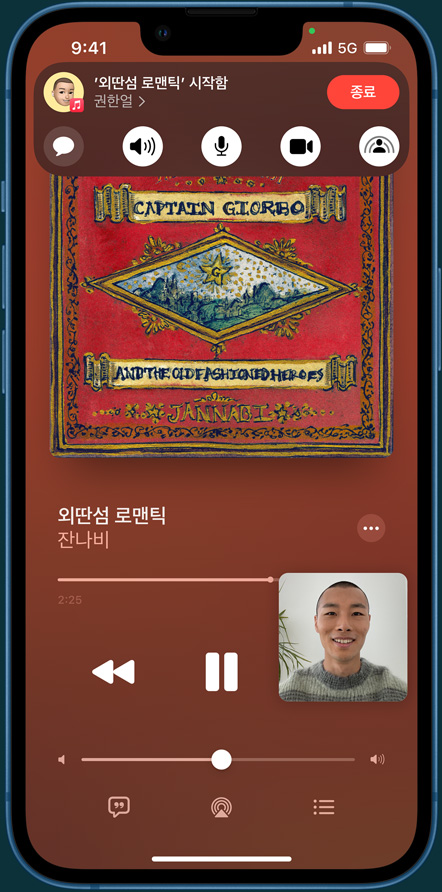 9:41
5G
'외딴섬 로맨틱' 시작함
권한얼
종료
CAPTAIN GIORBO
G
AND THE OLD FASHIONED HEROES
JANNABI
외딴섬 로맨틱
잔나비
2:25